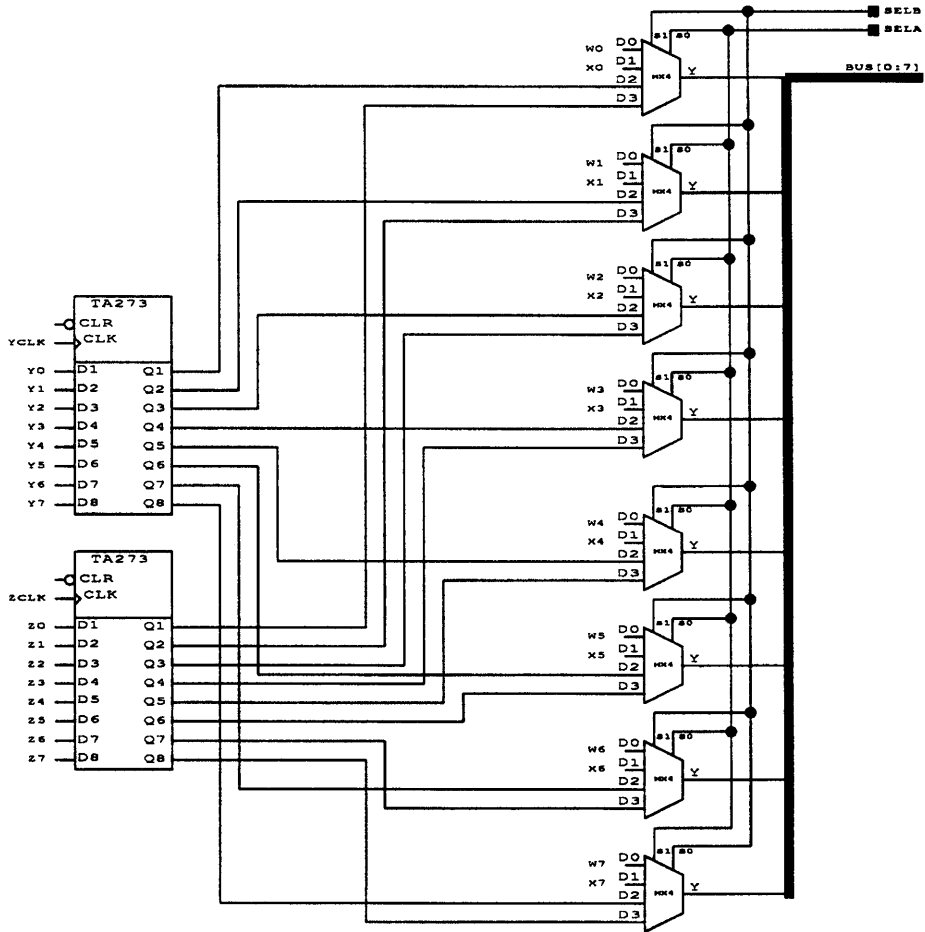 SELB
SELA
BUS[0:7]
S1 S0
W0 D0
X0 D1
D2
D3
MX4 Y
S1 S0
W1 D0
X1 D1
D2
D3
MX4 Y
S1 S0
W2 D0
X2 D1
D2
D3
MX4 Y
S1 S0
W3 D0
X3 D1
D2
D3
MX4 Y
S1 S0
W4 D0
X4 D1
D2
D3
MX4 Y
S1 S0
W5 D0
X5 D1
D2
D3
MX4 Y
S1 S0
W6 D0
X6 D1
D2
D3
MX4 Y
S1 S0
W7 D0
X7 D1
D2
D3
MX4 Y
TA273
CLR
YCLK CLK
Y0 D1 Q1
Y1 D2 Q2
Y2 D3 Q3
Y3 D4 Q4
Y4 D5 Q5
Y5 D6 Q6
Y6 D7 Q7
Y7 D8 Q8
TA273
CLR
ZCLK CLK
Z0 D1 Q1
Z1 D2 Q2
Z2 D3 Q3
Z3 D4 Q4
Z4 D5 Q5
Z5 D6 Q6
Z6 D7 Q7
Z7 D8 Q8